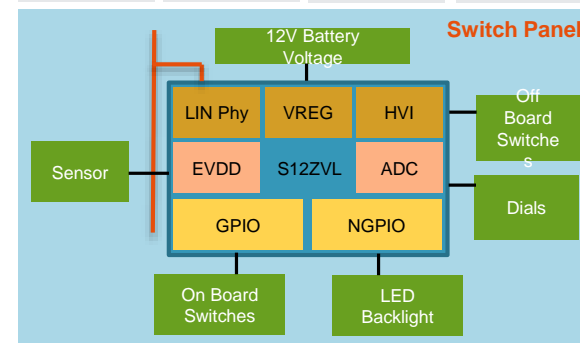 Switch Panel
12V Battery
Voltage
LIN Phy
VREG
HVI
Off
Board
Switche
s
Sensor
EVDD
S12ZVL
ADC
Dials
GPIO
NGPIO
On Board
Switches
LED
Backlight